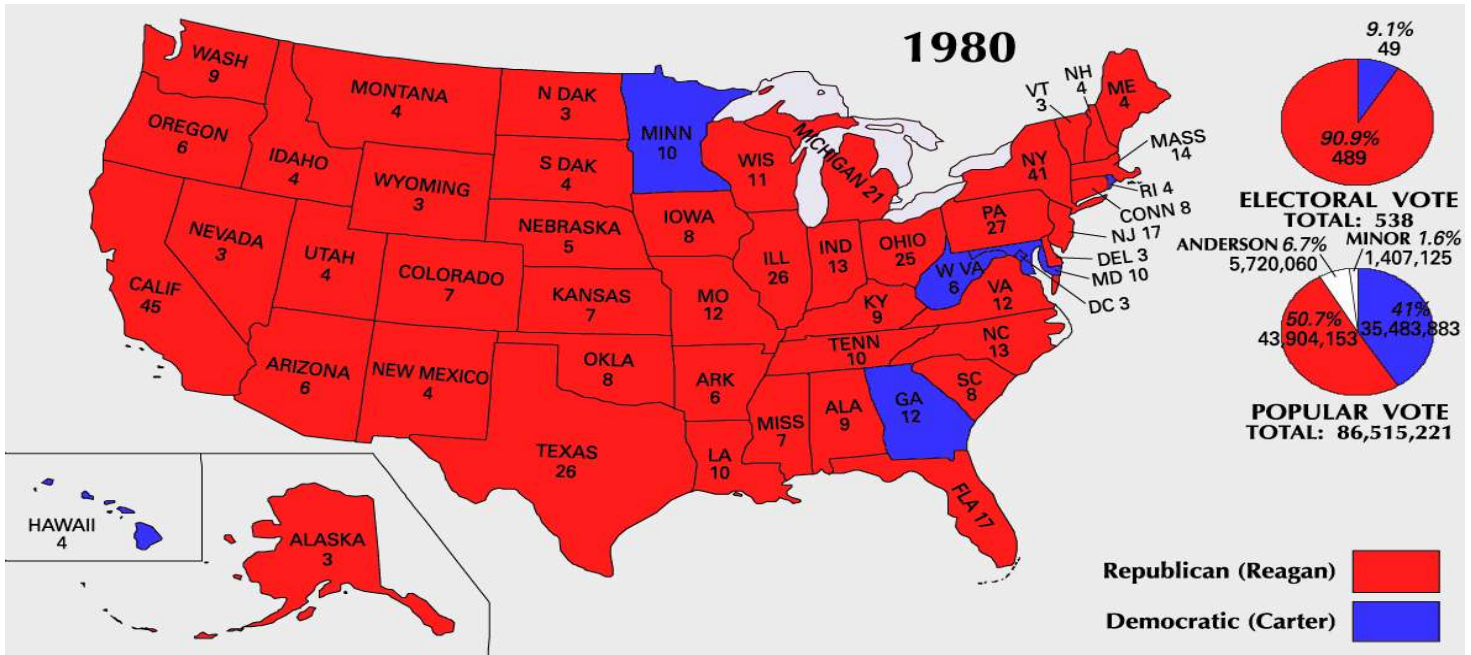 1980
WASH
9
OREGON
6
CALIF
45
NEVADA
3
IDAHO
4
MONTANA
4
WYOMING
3
UTAH
4
ARIZONA
6
COLORADO
7
NEW MEXICO
4
N DAK
3
S DAK
4
NEBRASKA
5
KANSAS
7
OKLA
8
TEXAS
26
MINN
10
IOWA
8
MO
12
ARK
6
LA
10
WIS
11
ILL
26
MICHIGAN 21
IND
13
OHIO
25
KY
9
TENN
10
MISS
7
ALA
9
GA
12
FLA 17
SC
8
NC
13
VA
12
W VA
6
PA
27
NY
41
VT
3
NH
4
ME
4
MASS
14
RI 4
CONN 8
NJ 17
DEL 3
MD 10
DC 3
HAWAII
4
ALASKA
3
9.1%
49
90.9%
489
ELECTORAL VOTE
TOTAL: 538
ANDERSON 6.7%
5,720,060
MINOR 1.6%
1,407,125
50.7%
43,904,153
41%
35,483,883
POPULAR VOTE
TOTAL: 86,515,221
Republican (Reagan)
Democratic (Carter)